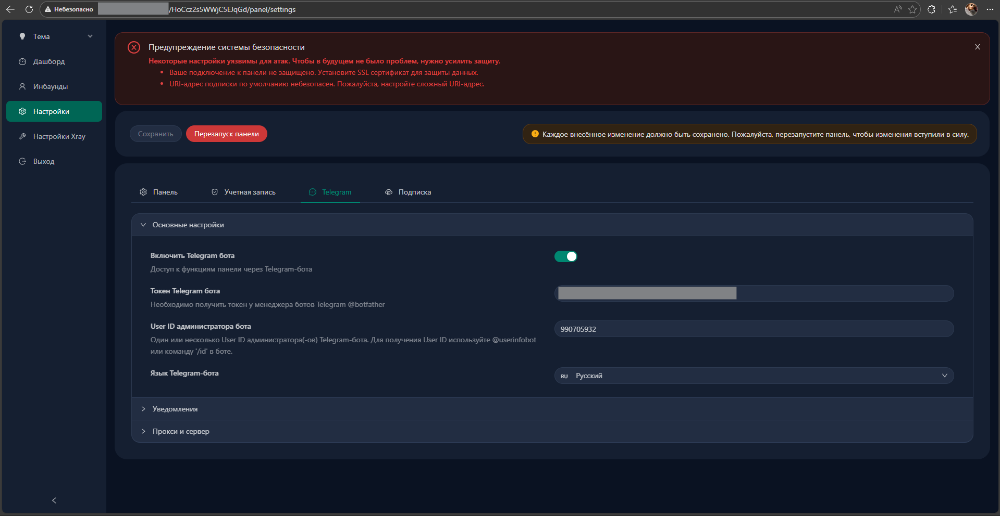 Небезопасно /HoCcz2s5WWjC5EJqGd/panel/settings
Тема
Дашборд
Инбаунды
Настройки
Настройки Xray
Выход
Предупреждение системы безопасности
Некоторые настройки уязвимы для атак. Чтобы в будущем не было проблем, нужно усилить защиту.
Ваше подключение к панели не защищено. Установите SSL сертификат для защиты данных.
URI-адрес подписки по умолчанию небезопасен. Пожалуйста, настройте сложный URI-адрес.
Сохранить
Перезапуск панели
Каждое внесённое изменение должно быть сохранено. Пожалуйста, перезапустите панель, чтобы изменения вступили в силу.
Панель
Учетная запись
Telegram
Подписка
Основные настройки
Включить Telegram бота
Доступ к функциям панели через Telegram-бота
Токен Telegram бота
Необходимо получить токен у менеджера ботов Telegram @botfather
User ID администратора бота
990705932
Один или несколько User ID администратора(-ов) Telegram-бота. Для получения User ID используйте @userinfobot
или команду '/id' в боте.
Язык Telegram-бота
RU Русский
Уведомления
Прокси и сервер